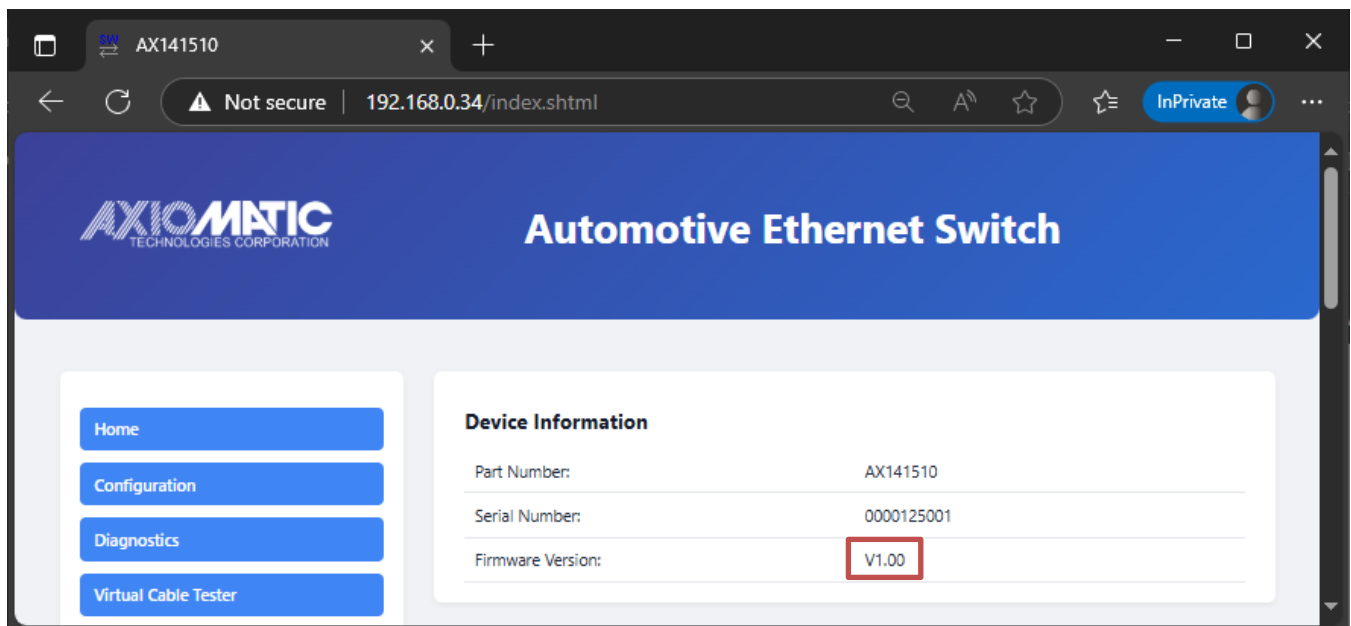 SW AX141510
Not secure 192.168.0.34/index.shtml InPrivate
AXIOMATIC
TECHNOLOGIES CORPORATION
Automotive Ethernet Switch
Home
Configuration
Diagnostics
Virtual Cable Tester
Device Information
Part Number: AX141510
Serial Number: 0000125001
Firmware Version: V1.00